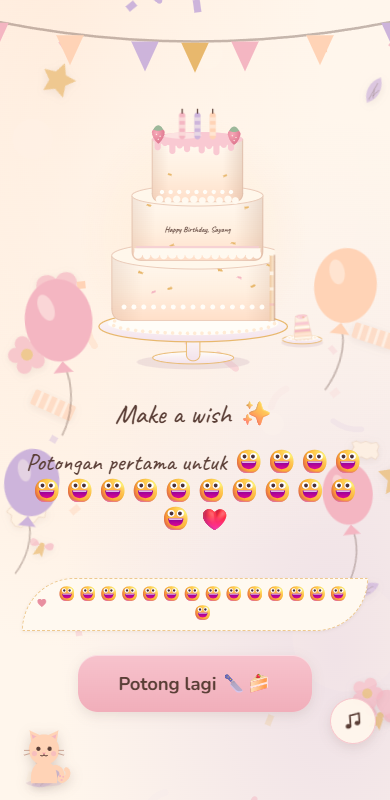 Happy Birthday, Sayang
Make a wish ✨
Potongan pertama untuk 😀 😀 😀 😀
😀 😀 😀 😀 😀 😀 😀 😀 😀 😀
😀 ❤️
😀 😀 😀 😀 😀 😀 😀 😀 😀 😀 😀 😀 😀 😀
😀
Potong lagi 🔪 🍰